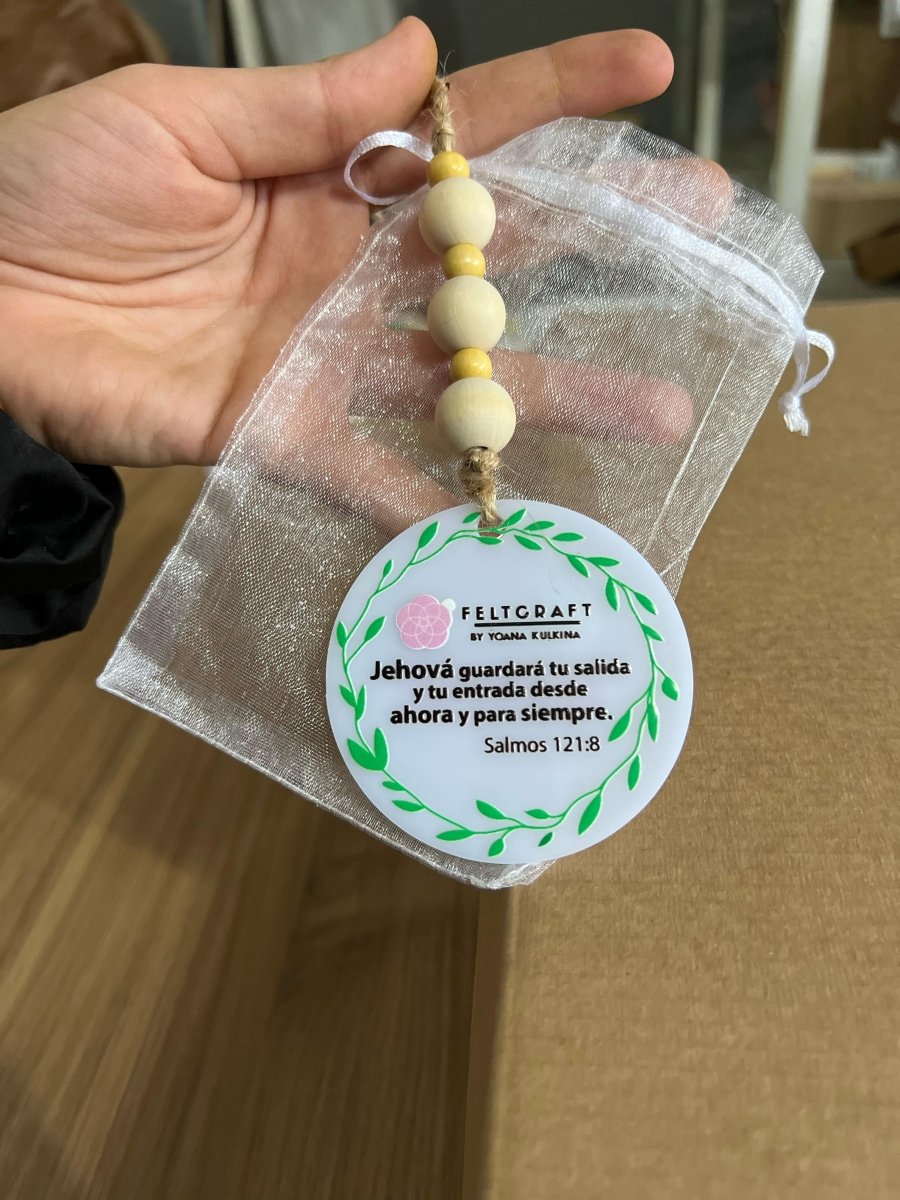 FELTCRAFT
BY YOANA KULKINA
Jehová guardará tu salida
y tu entrada desde
ahora y para siempre.
Salmos 121:8